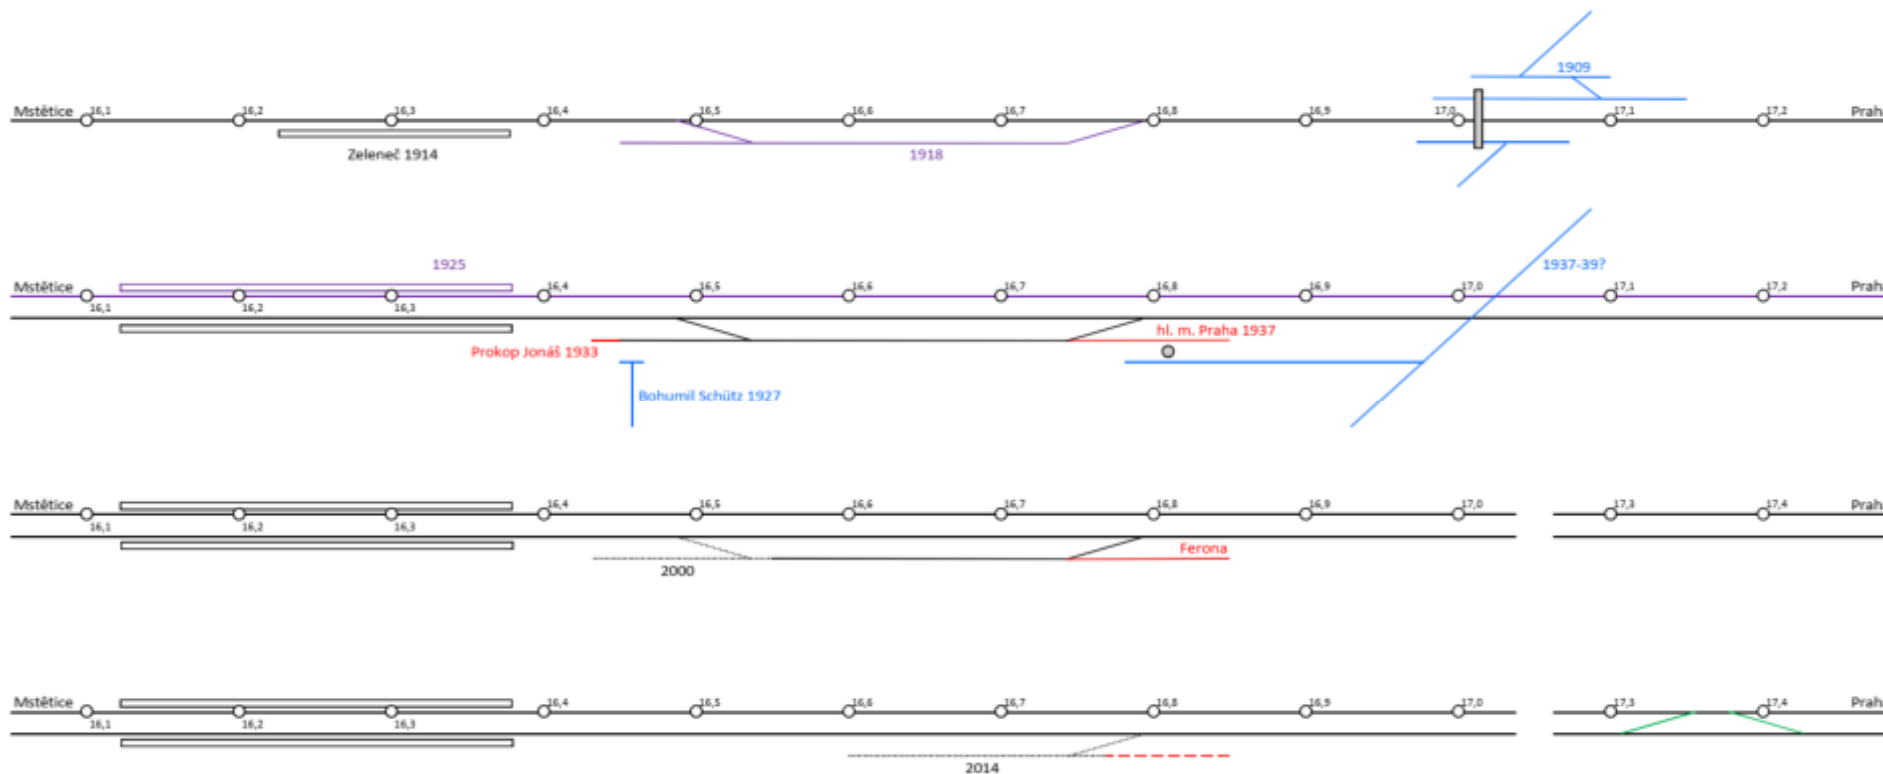 1909
Mstětice 16,1 16,2 16,3 16,4 16,5 16,6 16,7 16,8 16,9 17,0 17,1 17,2 Prah
Zeleneč 1914 1918
1925 1937-39?
Mstětice 16,4 16,5 16,6 16,7 16,8 16,9 17,0 17,1 17,2 Prah
16,1 16,2 16,3
hl. m. Praha 1937
Prokop Jonáš 1933
Bohumil Schütz 1927
Mstětice 16,4 16,5 16,6 16,7 16,8 16,9 17,0 17,3 17,4 Prah
16,1 16,2 16,3
Ferona
2000
Mstětice 16,4 16,5 16,6 16,7 16,8 16,9 17,0 17,3 17,4 Prah
16,1 16,2 16,3
2014